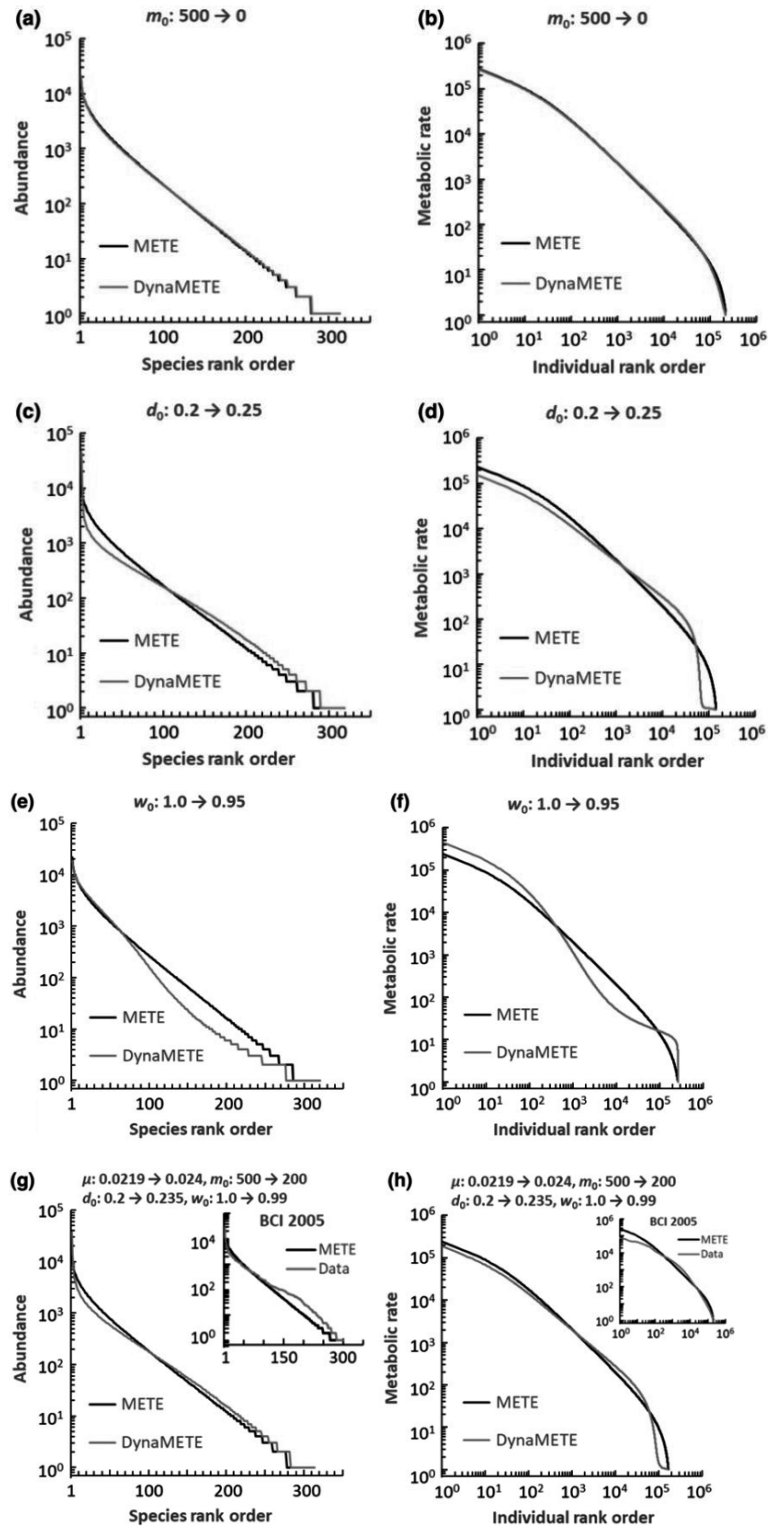 (a)
m₀: 500 → 0
10⁵
10⁴
10³
10²
10¹
10⁰
Abundance
METE
DynaMETE
1 100 200 300
Species rank order
(b)
m₀: 500 → 0
10⁶
10⁵
10⁴
10³
10²
10¹
10⁰
Metabolic rate
METE
DynaMETE
10⁰ 10¹ 10² 10³ 10⁴ 10⁵ 10⁶
Individual rank order
(c)
d₀: 0.2 → 0.25
10⁵
10⁴
10³
10²
10¹
10⁰
Abundance
METE
DynaMETE
1 100 200 300
Species rank order
(d)
d₀: 0.2 → 0.25
10⁶
10⁵
10⁴
10³
10²
10¹
10⁰
Metabolic rate
METE
DynaMETE
10⁰ 10¹ 10² 10³ 10⁴ 10⁵ 10⁶
Individual rank order
(e)
w₀: 1.0 → 0.95
10⁵
10⁴
10³
10²
10¹
10⁰
Abundance
METE
DynaMETE
1 100 200 300
Species rank order
(f)
w₀: 1.0 → 0.95
10⁶
10⁵
10⁴
10³
10²
10¹
10⁰
Metabolic rate
METE
DynaMETE
10⁰ 10¹ 10² 10³ 10⁴ 10⁵ 10⁶
Individual rank order
(g)
μ: 0.0219 → 0.024, m₀: 500 → 200
d₀: 0.2 → 0.235, w₀: 1.0 → 0.99
10⁵
10⁴
10³
10²
10¹
10⁰
Abundance
BCI 2005
METE
Data
10⁴
10²
10⁰
1 150 300
METE
DynaMETE
1 100 200 300
Species rank order
(h)
μ: 0.0219 → 0.024, m₀: 500 → 200
d₀: 0.2 → 0.235, w₀: 1.0 → 0.99
10⁶
10⁵
10⁴
10³
10²
10¹
10⁰
Metabolic rate
BCI 2005
METE
Data
10⁶
10⁴
10²
10⁰
10⁰ 10² 10⁴ 10⁶
METE
DynaMETE
10⁰ 10¹ 10² 10³ 10⁴ 10⁵ 10⁶
Individual rank order